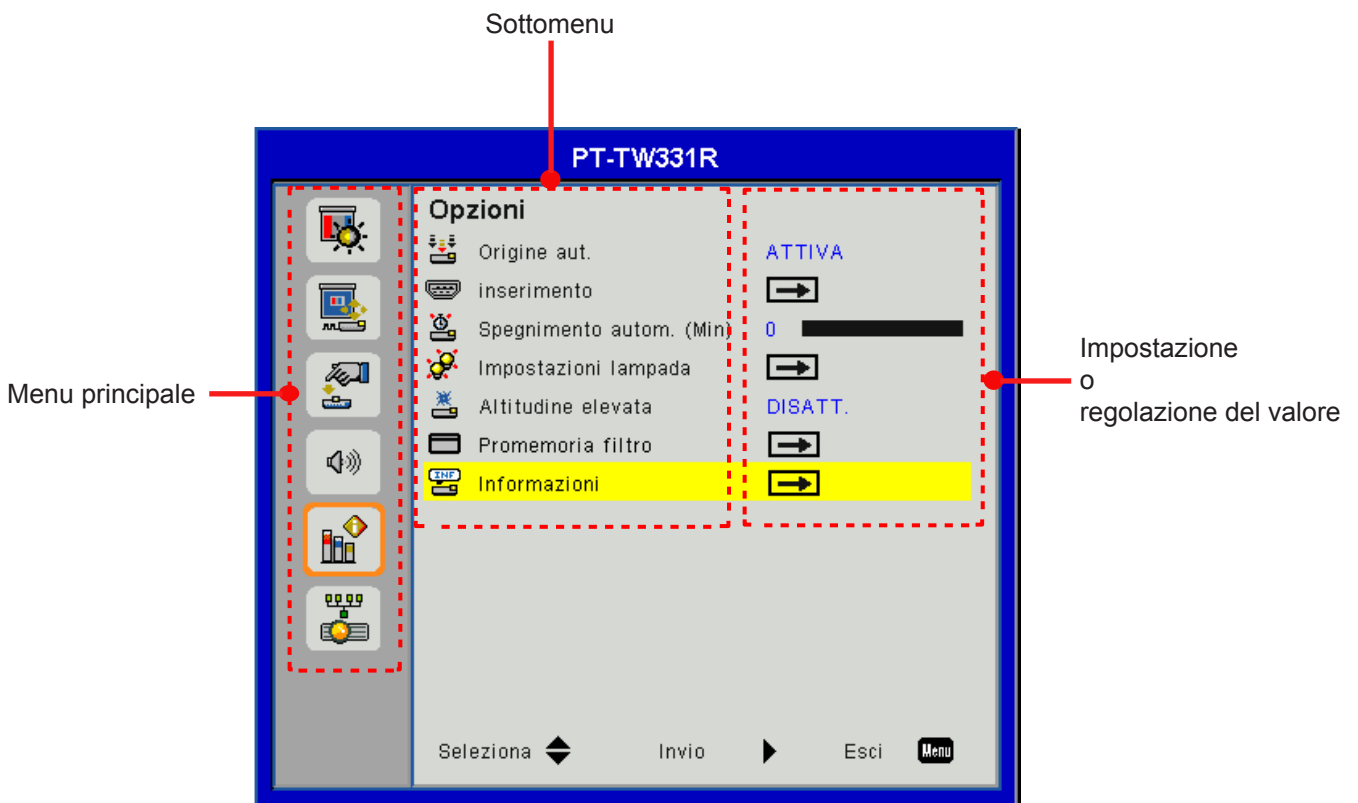 Sottomenu
PT-TW331R
Opzioni
Origine aut. ATTIVA
inserimento
Spegnimento autom. (Min) 0
Impostazioni lampada
Altitudine elevata DISATT.
Promemoria filtro
INF Informazioni
Menu principale
Impostazione
o
regolazione del valore
Seleziona Invio Esci Menu